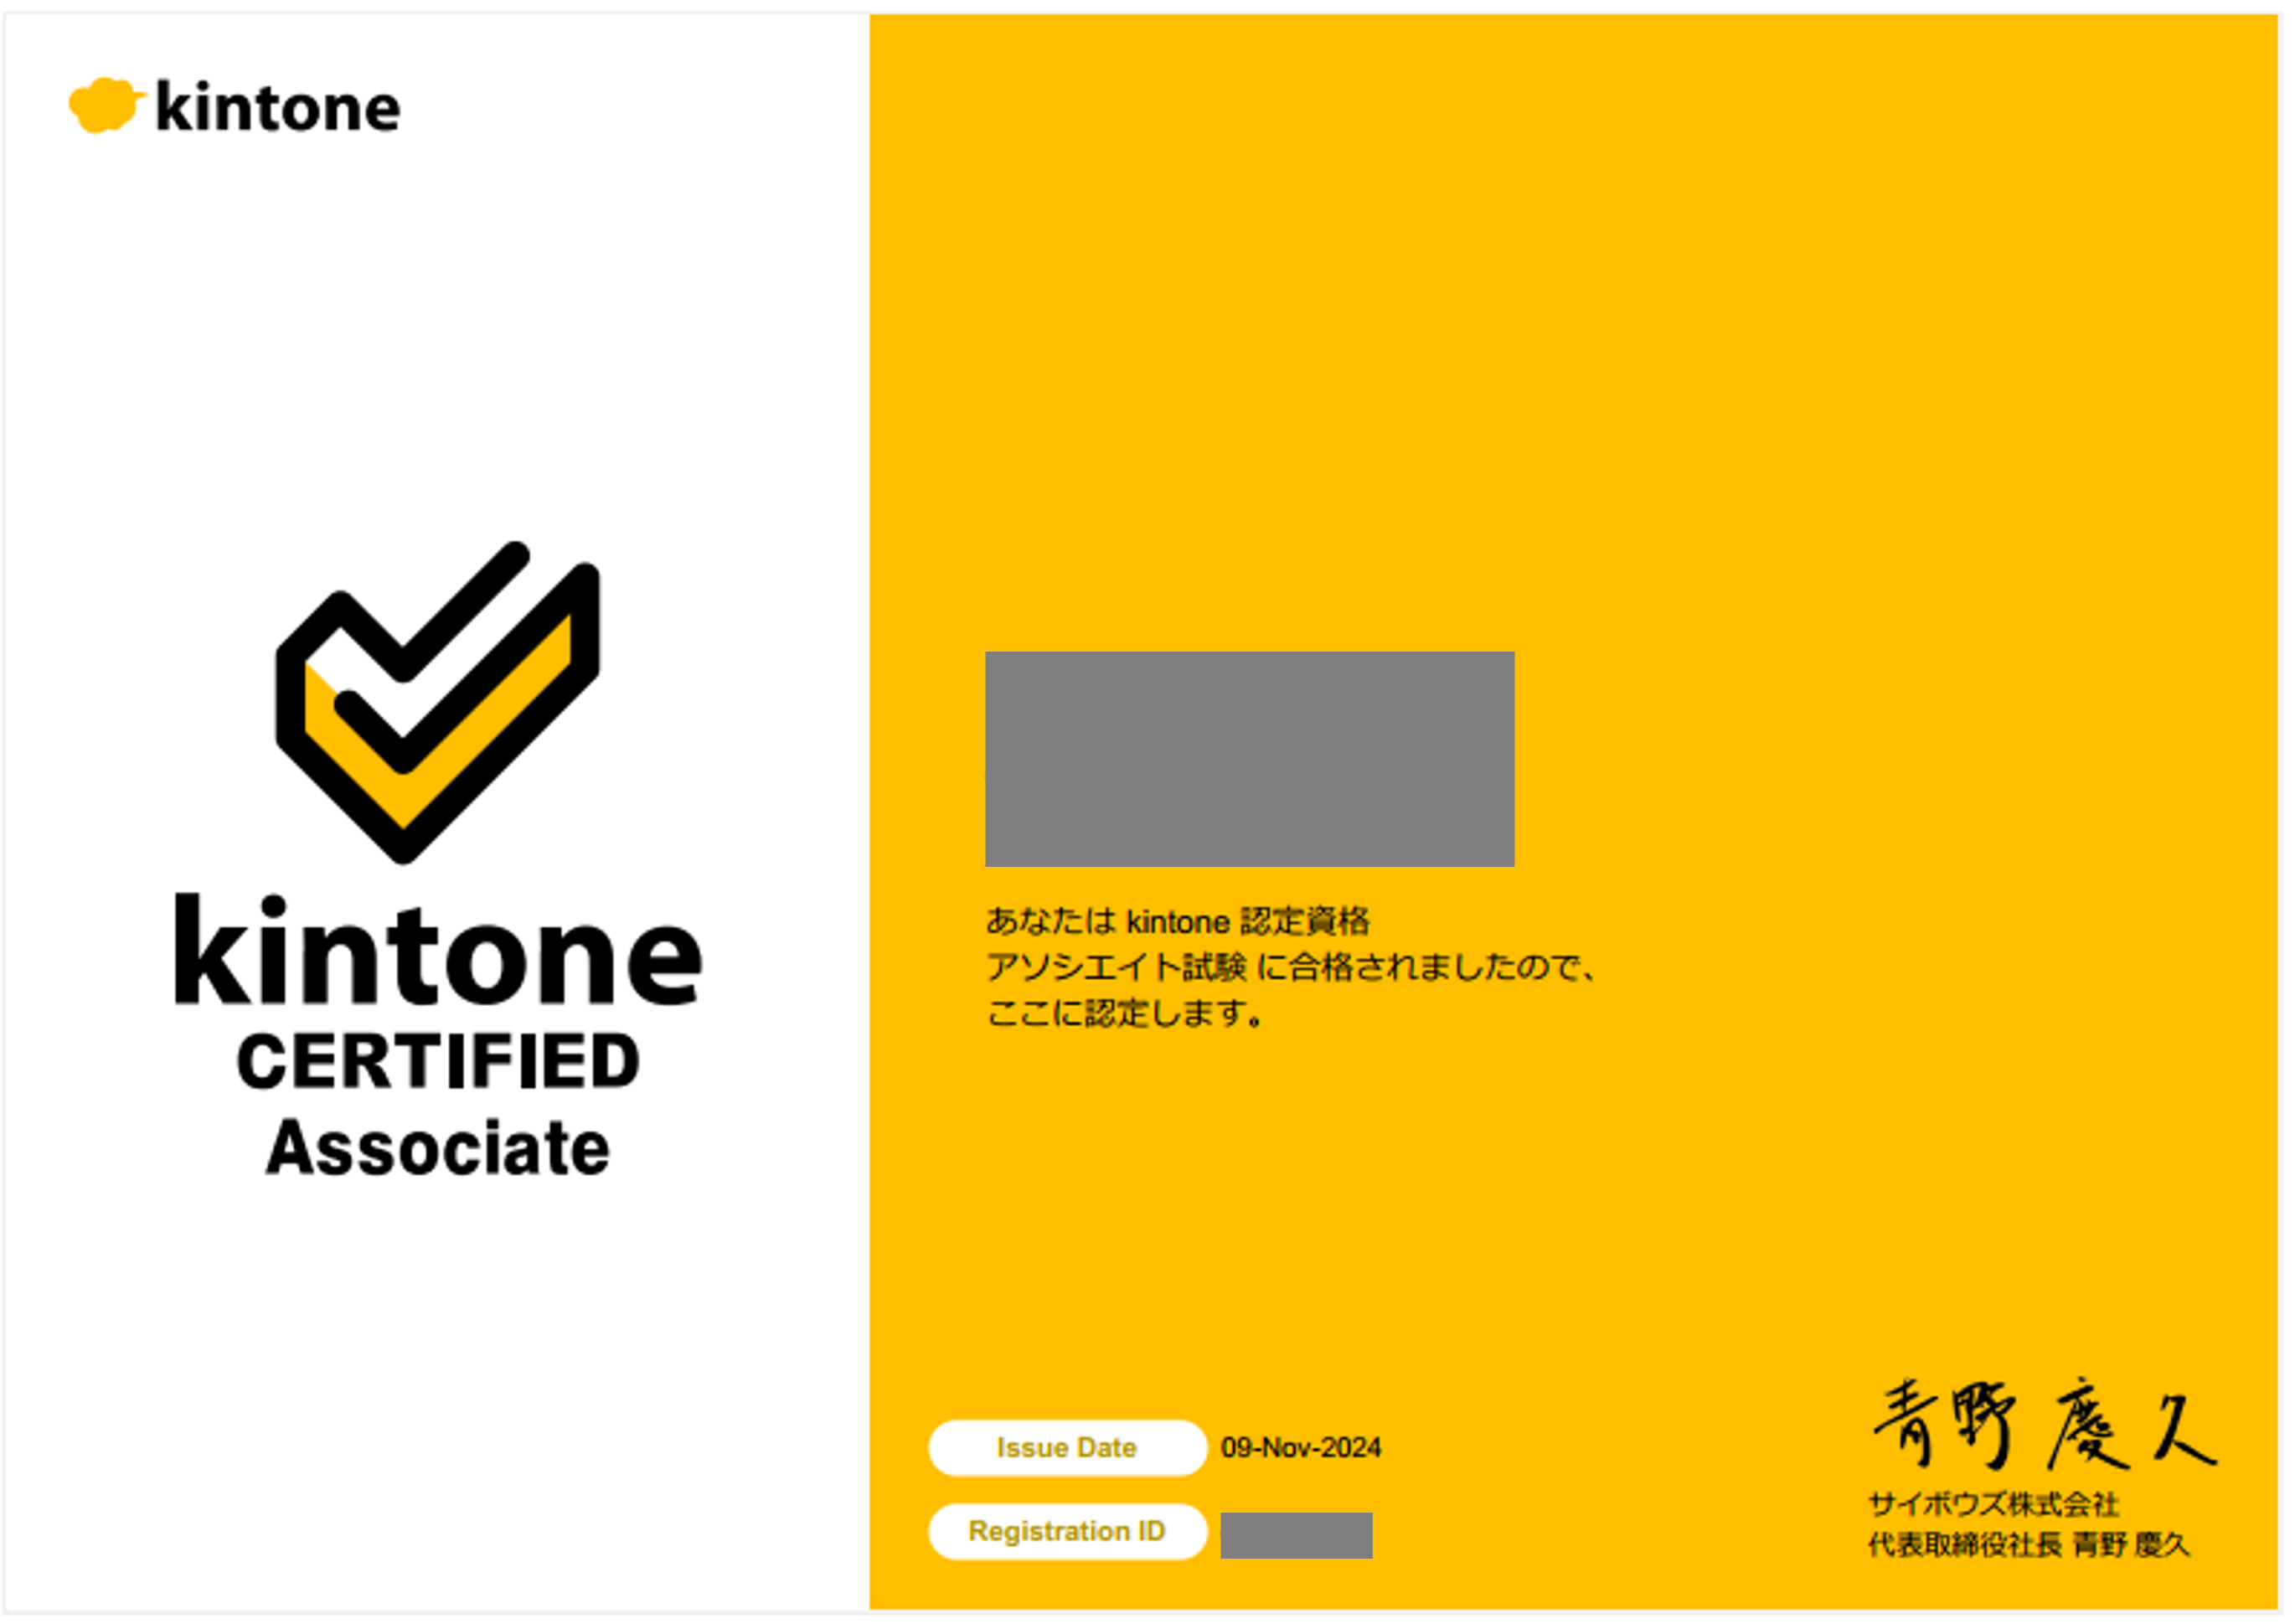 kintone
kintone
CERTIFIED
Associate
あなたは kintone 認定資格
アソシエイト試験 に合格されましたので、
ここに認定します。
Issue Date 09-Nov-2024
Registration ID
青野 慶久
サイボウズ株式会社
代表取締役社長 青野 慶久